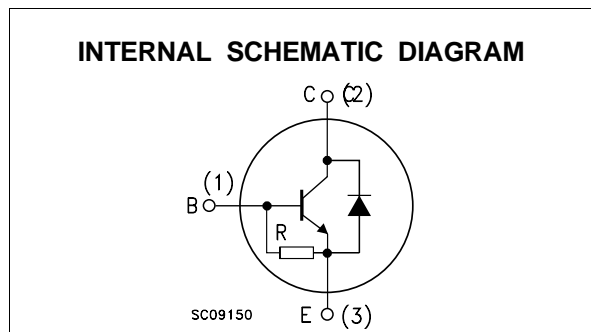 INTERNAL SCHEMATIC DIAGRAM
C (2)
(1)
B
R
SC09150
E (3)